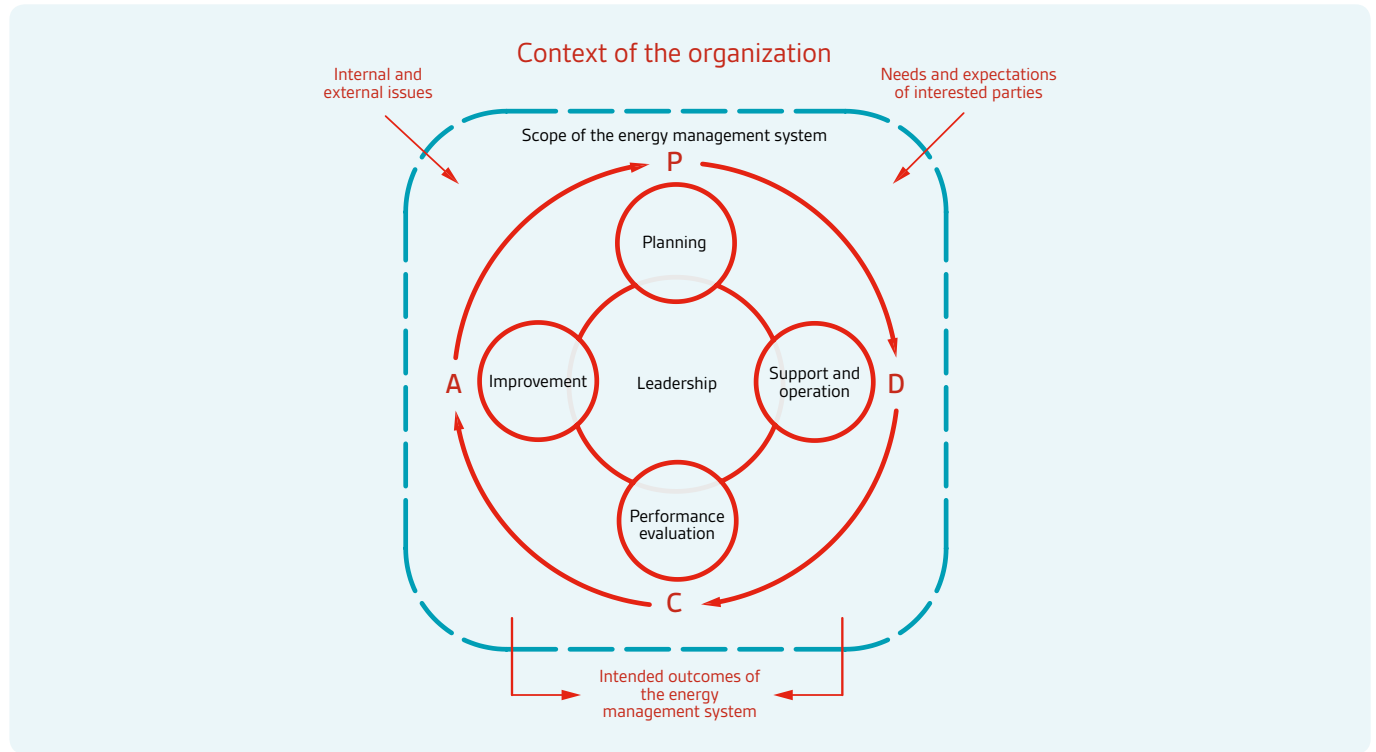 Context of the organization
Internal and
external issues
Needs and expectations
of interested parties
Scope of the energy management system
P
Planning
Improvement
A
Leadership
Support and
operation
D
Performance
evaluation
C
Intended outcomes of
the energy
management system